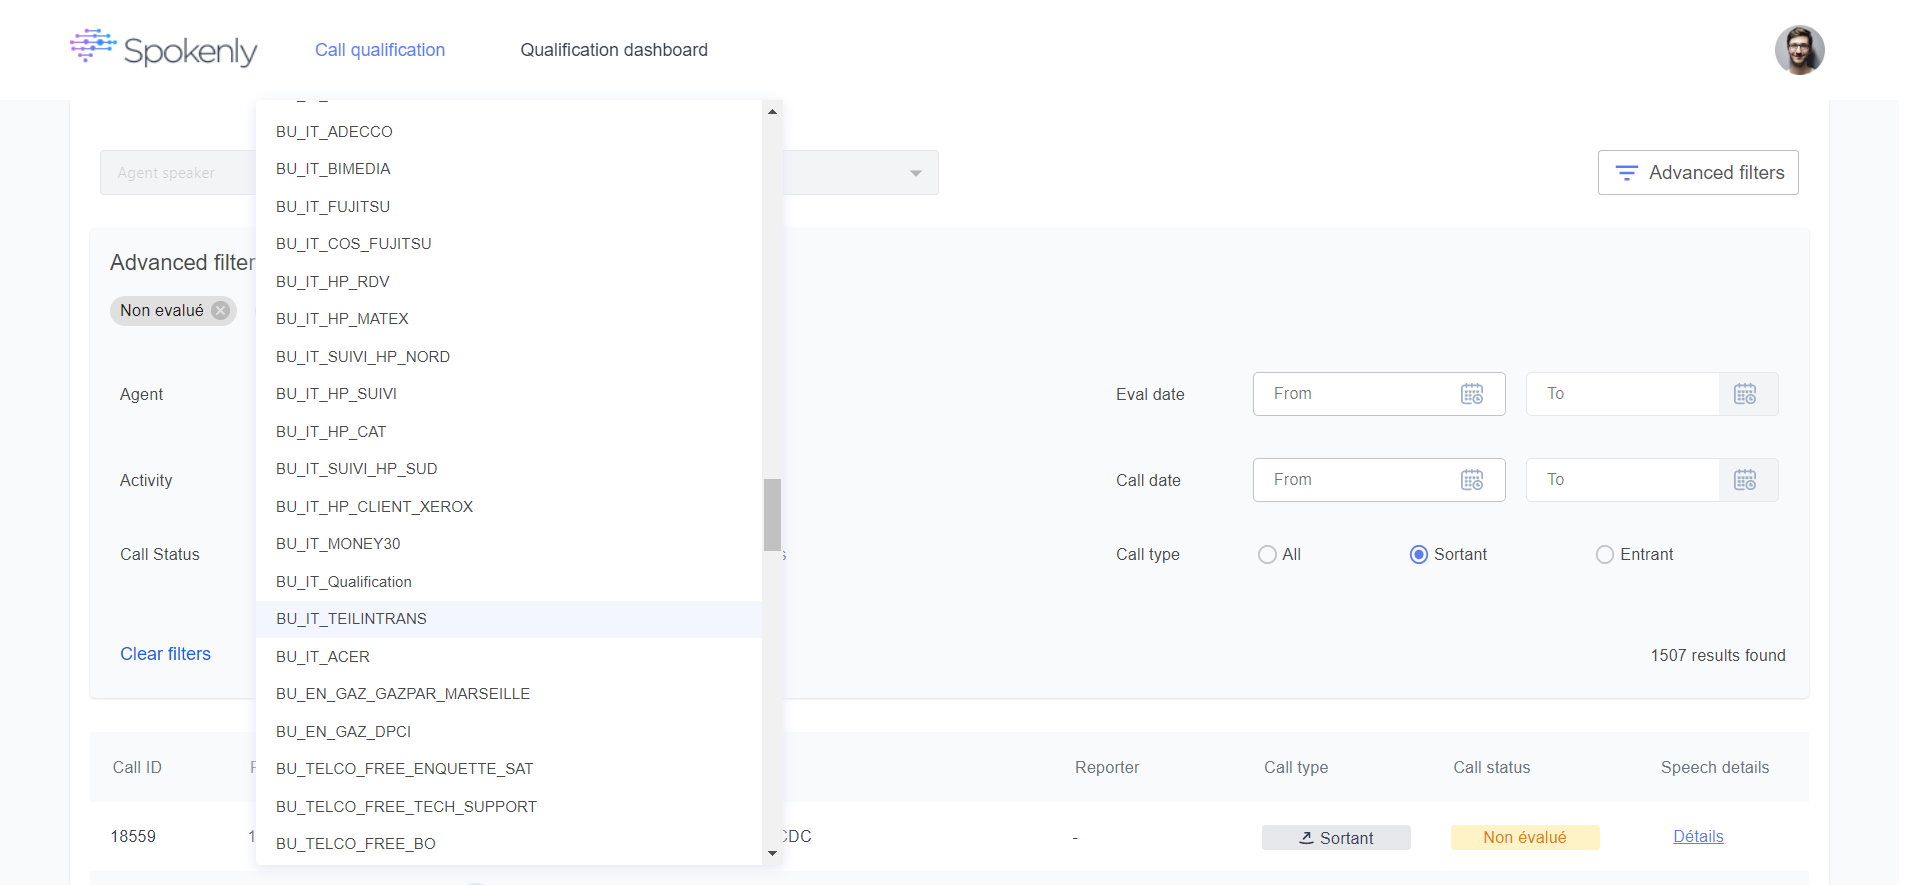 Spokenly
Call qualification
Qualification dashboard
BU_IT_ADECCO
BU_IT_BIMEDIA
BU_IT_FUJITSU
BU_IT_COS_FUJITSU
BU_IT_HP_RDV
BU_IT_HP_MATEX
BU_IT_SUIVI_HP_NORD
BU_IT_HP_SUIVI
BU_IT_HP_CAT
BU_IT_SUIVI_HP_SUD
BU_IT_HP_CLIENT_XEROX
BU_IT_MONEY30
BU_IT_Qualification
BU_IT_TEILINTRANS
BU_IT_ACER
BU_EN_GAZ_GAZPAR_MARSEILLE
BU_EN_GAZ_DPCI
BU_TELCO_FREE_ENQUETTE_SAT
BU_TELCO_FREE_TECH_SUPPORT
BU_TELCO_FREE_BO
Agent speaker
Advanced filters
Advanced filter
Non evalué
Agent
Eval date
From
To
Activity
Call date
From
To
Call Status
Call type
All
Sortant
Entrant
Clear filters
1507 results found
Call ID
Reporter
Call type
Call status
Speech details
18559
CDC
-
Sortant
Non évalué
Détails